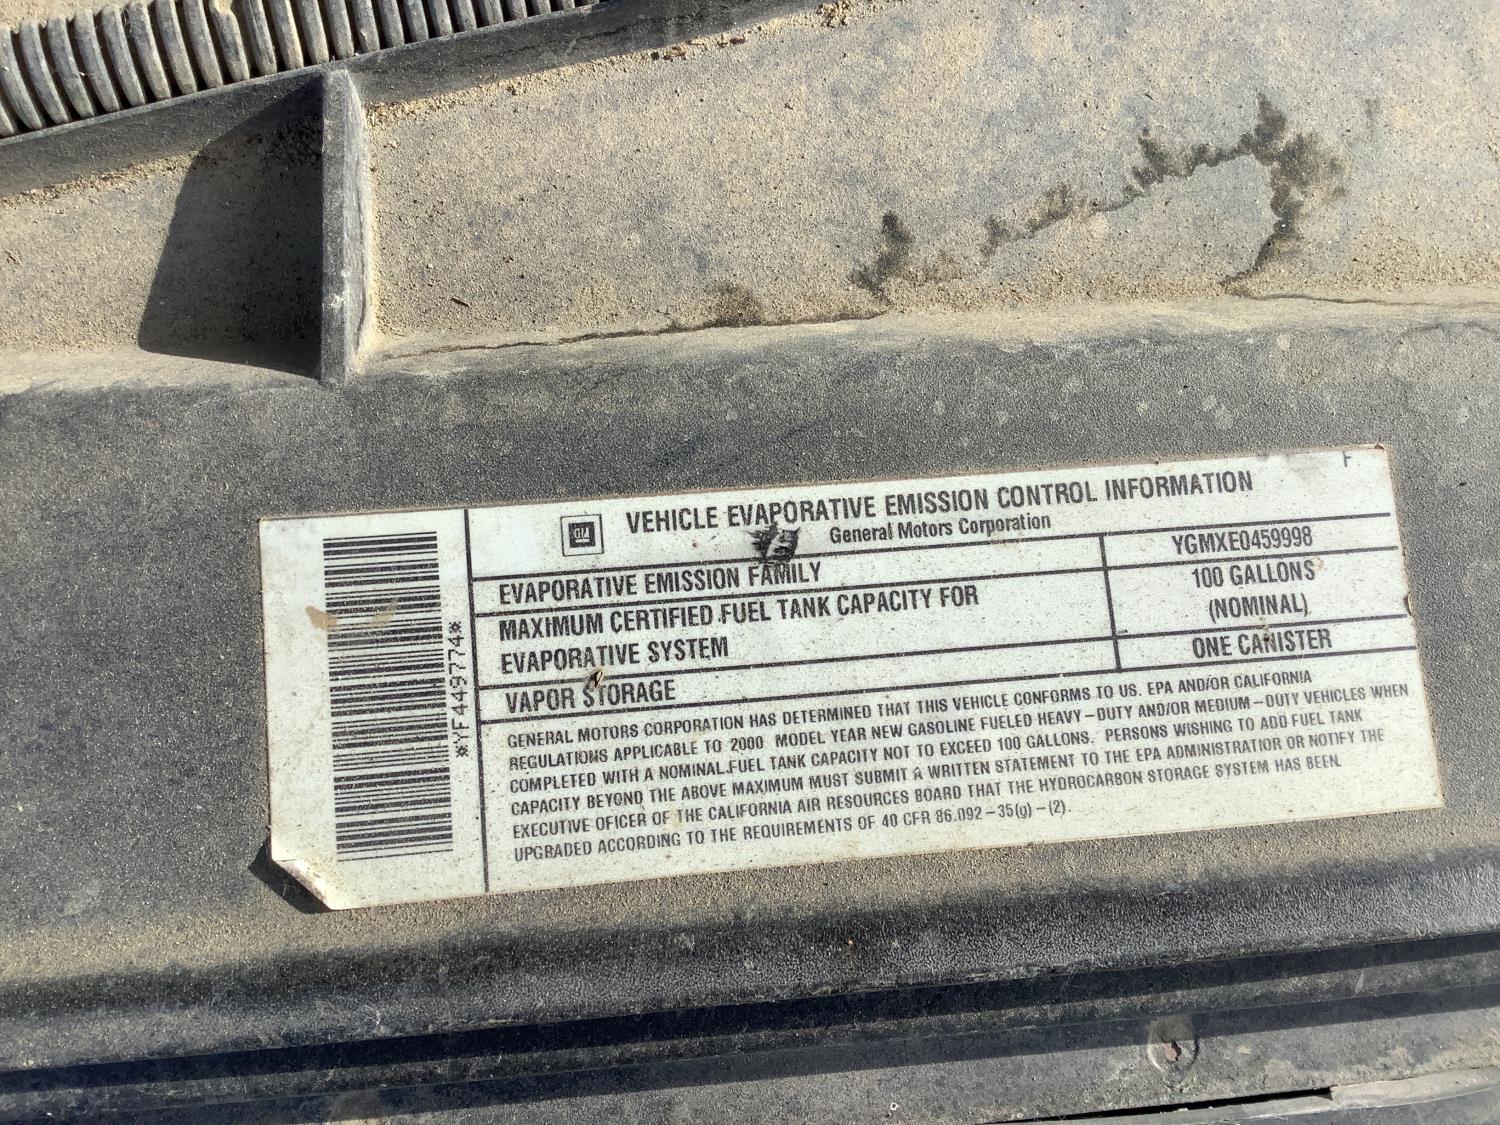 F
GM
VEHICLE EVAPORATIVE EMISSION CONTROL INFORMATION
General Motors Corporation
EVAPORATIVE EMISSION FAMILY YGMXE0459998
MAXIMUM CERTIFIED FUEL TANK CAPACITY FOR 100 GALLONS
EVAPORATIVE SYSTEM (NOMINAL)
VAPOR STORAGE ONE CANISTER
GENERAL MOTORS CORPORATION HAS DETERMINED THAT THIS VEHICLE CONFORMS TO US. EPA AND/OR CALIFORNIA
REGULATIONS APPLICABLE TO 2000 MODEL YEAR NEW GASOLINE FUELED HEAVY-DUTY AND/OR MEDIUM-DUTY VEHICLES WHEN
COMPLETED WITH A NOMINAL FUEL TANK CAPACITY NOT TO EXCEED 100 GALLONS. PERSONS WISHING TO ADD FUEL TANK
CAPACITY BEYOND THE ABOVE MAXIMUM MUST SUBMIT A WRITTEN STATEMENT TO THE EPA ADMINISTRATIOR OR NOTIFY THE
EXECUTIVE OFICER OF THE CALIFORNIA AIR RESOURCES BOARD THAT THE HYDROCARBON STORAGE SYSTEM HAS BEEN
UPGRADED ACCORDING TO THE REQUIREMENTS OF 40 CFR 86.092-35(g)-(2).
*YF449774*